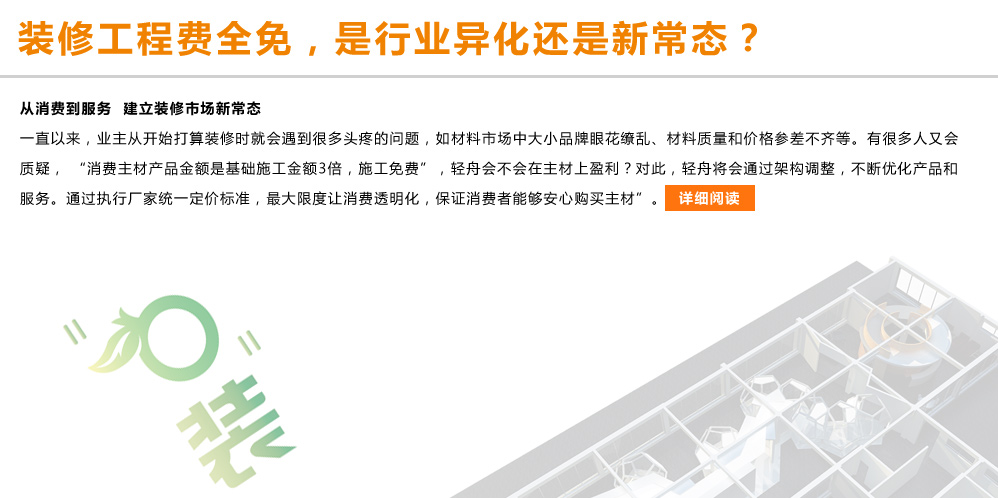 装修工程费全免，是行业异化还是新常态？
从消费到服务 建立装修市场新常态
一直以来，业主从开始打算装修时就会遇到很多头疼的问题，如材料市场中大小品牌眼花缭乱、材料质量和价格参差不齐等。有很多人又会
质疑，“消费主材产品金额是基础施工金额3倍，施工免费”，轻舟会不会在主材上盈利？对此，轻舟将会通过架构调整，不断优化产品和
服务。通过执行厂家统一定价标准，最大限度让消费透明化，保证消费者能够安心购买主材”。 详细阅读
装